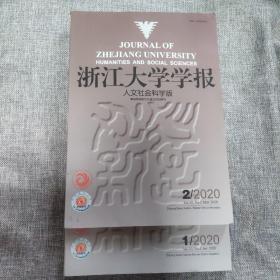 JOURNAL OF
ZHEJIANG UNIVERSITY
HUMANITIES AND SOCIAL SCIENCES
浙江大学学报
人文社会科学版
2/2020
1/2020